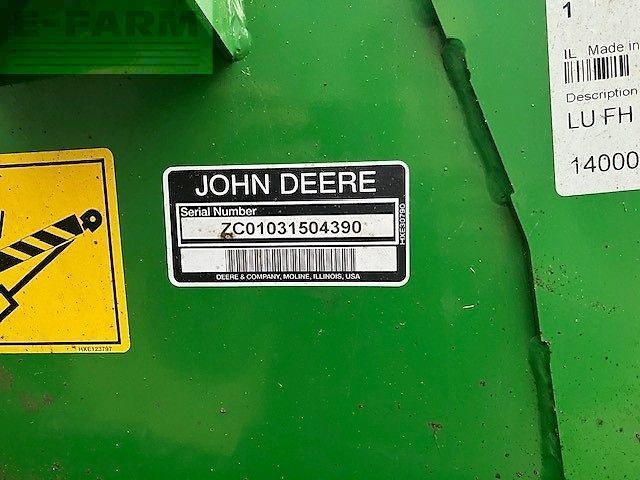 E-FARM
1
IL Made in
Description
LU FH
14000
JOHN DEERE
Serial Number
ZC01031504390
HXE30790
DEERE & COMPANY, MOLINE, ILLINOIS, USA
HXE123797